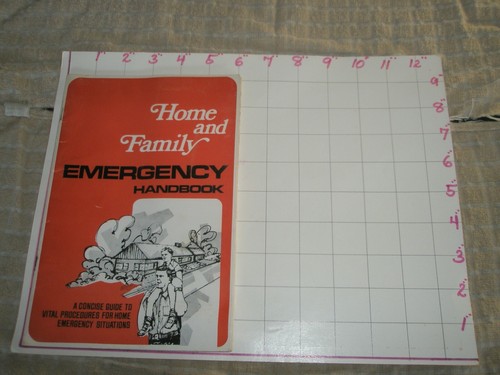 1" 2" 3" 4" 5" 6" 7" 8" 9" 10" 11" 12"
9"
8"
7"
6"
5"
4"
3"
2"
1"
Home
and
Family
EMERGENCY
HANDBOOK
A CONCISE GUIDE TO
VITAL PROCEDURES FOR HOME
EMERGENCY SITUATIONS